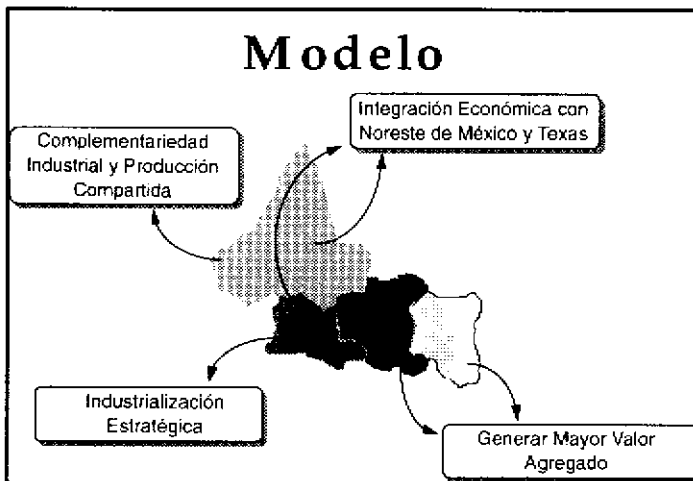 Modelo
Integración Económica con
Noreste de México y Texas
Complementariedad
Industrial y Producción
Compartida
Industrialización
Estratégica
Generar Mayor Valor
Agregado